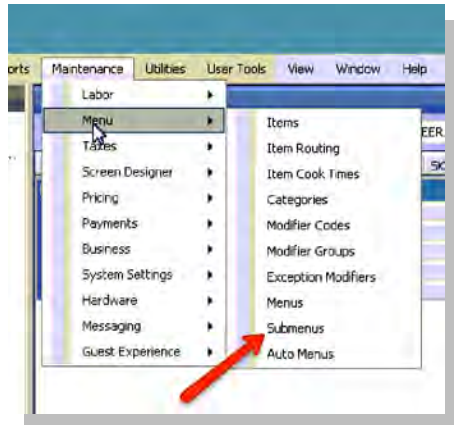 orts Maintenance Utilities User Tools View Window Help
Labor
Menu
Taxes
Screen Designer
Pricing
Payments
Business
System Settings
Hardware
Messaging
Guest Experience
Items
Item Routing
Item Cook Times
Categories
Modifier Codes
Modifier Groups
Exception Modifiers
Menus
Submenus
Auto Menus
EER